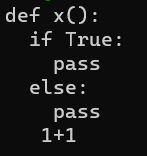 def x():
  if True:
    pass
  else:
    pass
   1+1